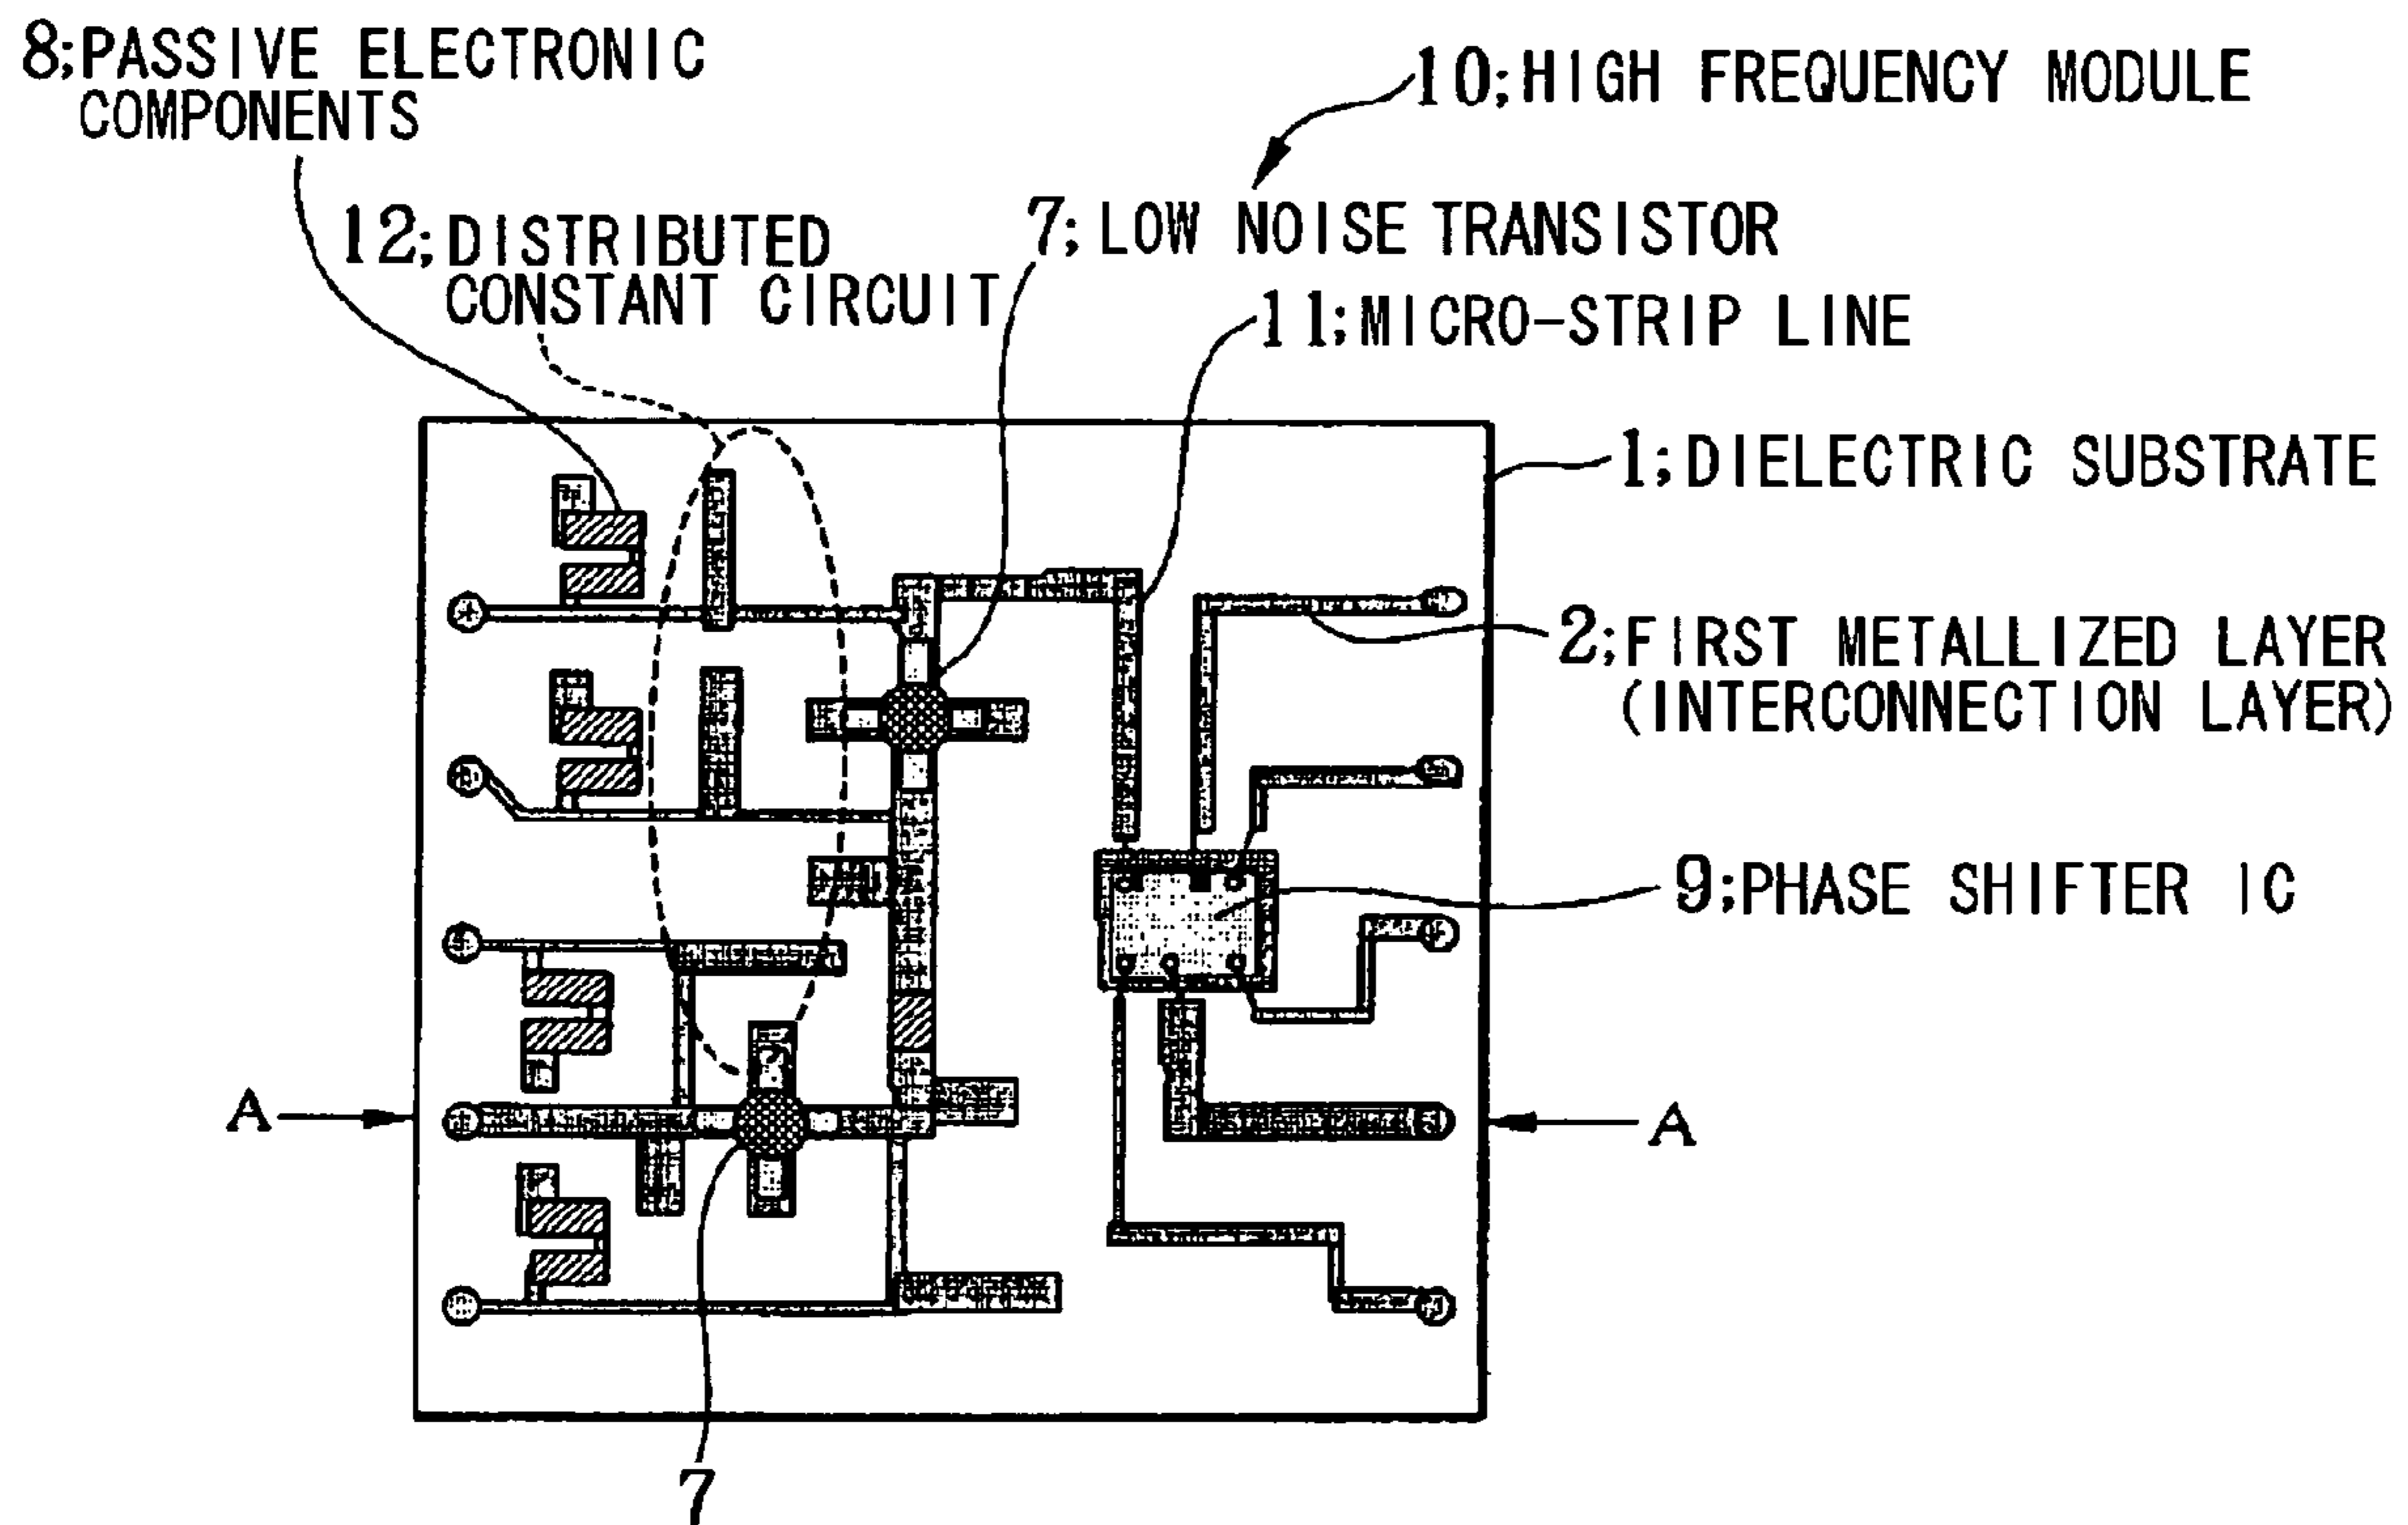 8;PASSIVE ELECTRONIC
COMPONENTS
10;HIGH FREQUENCY MODULE
12;DISTRIBUTED
CONSTANT CIRCUIT
7;LOW NOISE TRANSISTOR
11;MICRO-STRIP LINE
1;DIELECTRIC SUBSTRATE
2;FIRST METALLIZED LAYER
(INTERCONNECTION LAYER)
9;PHASE SHIFTER IC
A
A
7